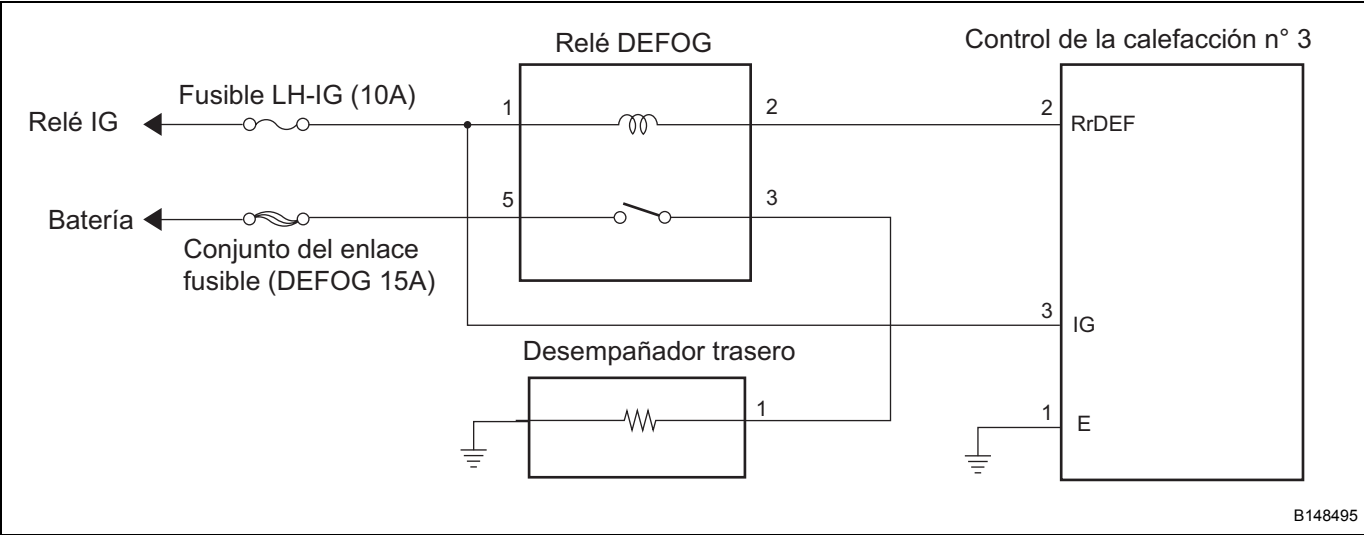 Relé DEFOG
Control de la calefacción n° 3
Fusible LH-IG (10A)
Relé IG
1
2
2
RrDEF
Batería
5
3
Conjunto del enlace
fusible (DEFOG 15A)
3
IG
Desempañador trasero
1
1
E
B148495